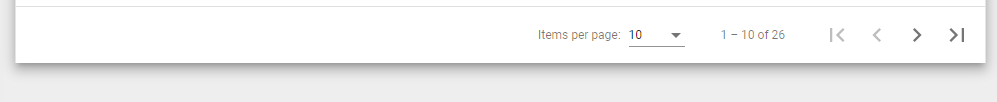 Items per page: 10 1 – 10 of 26